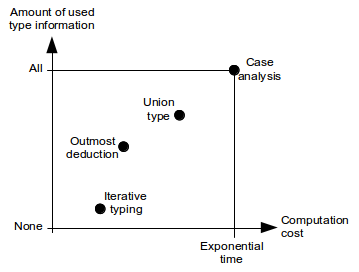 Amount of used
type information
All
Case
analysis
Union
type
Outmost
deduction
Iterative
typing
None
Computation
cost
Exponential
time